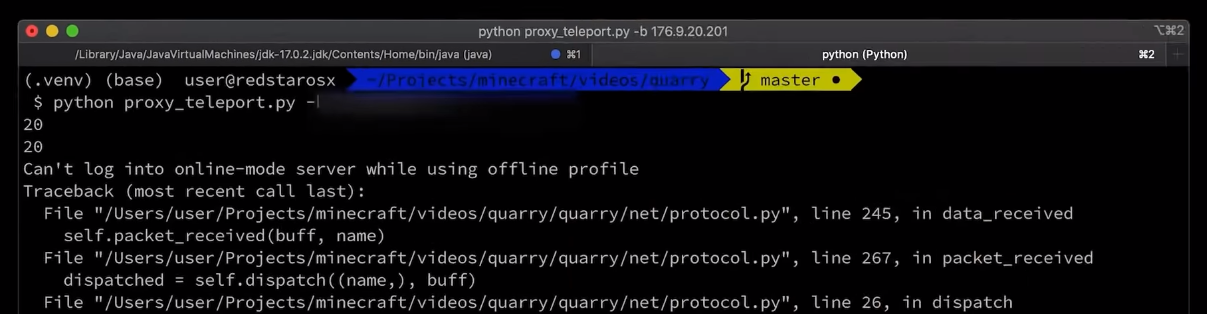 python proxy_teleport.py -b 176.9.20.201
⌥⌘2
/Library/Java/JavaVirtualMachines/jdk-17.0.2.jdk/Contents/Home/bin/java (java) ⌘1 python (Python) ⌘2 +
(.venv) (base) user@redstarosx ~/Projects/minecraft/videos/quarry master ●
$ python proxy_teleport.py -
20
20
Can't log into online-mode server while using offline profile
Traceback (most recent call last):
File "/Users/user/Projects/minecraft/videos/quarry/quarry/net/protocol.py", line 245, in data_received
self.packet_received(buff, name)
File "/Users/user/Projects/minecraft/videos/quarry/quarry/net/protocol.py", line 267, in packet_received
dispatched = self.dispatch((name,), buff)
File "/Users/user/Projects/minecraft/videos/quarry/quarry/net/protocol.py", line 26, in dispatch